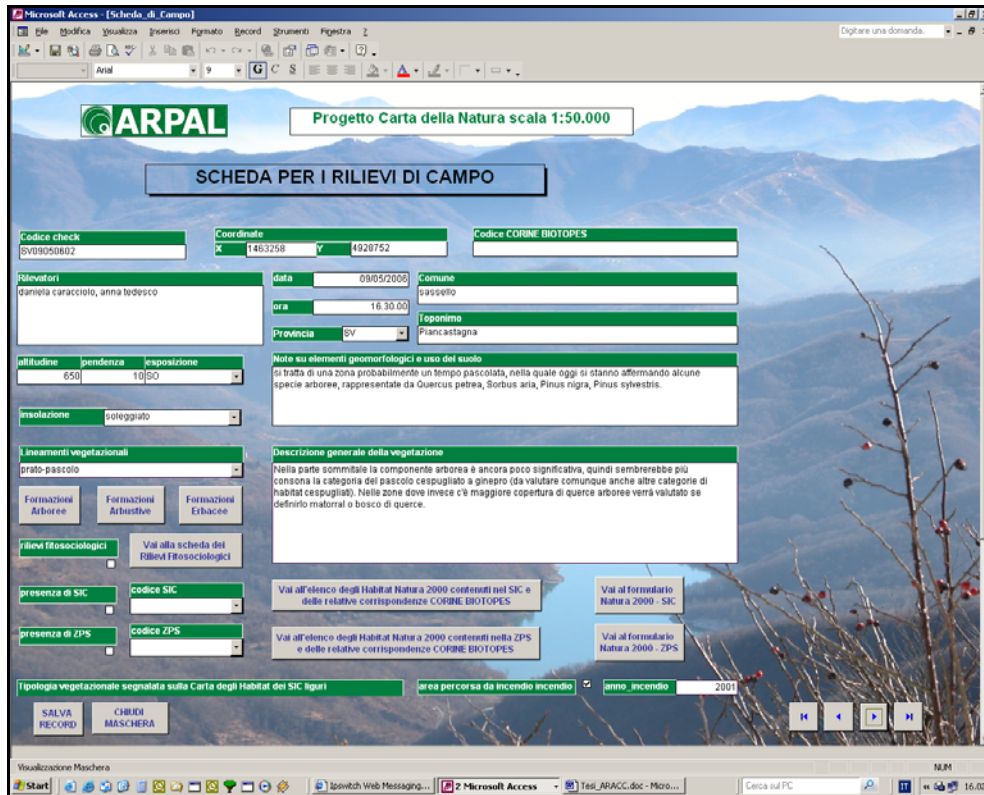 Microsoft Access - [Scheda_di_Campo]
File Modifica Visualizza Inserisci Formato Record Strumenti Finestra ?
Digitare una domanda.
Arial 9 G C S
ARPAL
Progetto Carta della Natura scala 1:50.000
SCHEDA PER I RILIEVI DI CAMPO
Codice check
SV09050602
Coordinate
X 1463258 Y 4920752
Codice CORINE BIOTOPES
Rilevatori
daniela caracciolo, anna tedesco
data 09/05/2006
ora 16.30.00
Provincia SV
Comune
sassello
Toponimo
Piancastagna
altitudine pendenza esposizione
650 10 SO
insolazione soleggiato
Note su elementi geomorfologici e uso del suolo
si tratta di una zona probabilmente un tempo pascolata, nella quale oggi si stanno affermando alcune
specie arboree, rappresentate da Quercus petrea, Sorbus aria, Pinus nigra, Pinus sylvestris.
Lineamenti vegetazionali
prato-pascolo
Formazioni Arboree
Formazioni Arbustive
Formazioni Erbacee
Descrizione generale della vegetazione
Nella parte sommitale la componente arborea è ancora poco significativa, quindi sembrerebbe più
consona la categoria del pascolo cespugliato a ginepro (da valutare comunque anche altre categorie di
habitat cespugliati). Nelle zone dove invece c'è maggiore copertura di querce arboree verrà valutato se
definirlo matorral o bosco di querce.
rilievi fitosociologici
Vai alla scheda dei
Rilievi Fitosociologici
presenza di SIC
codice SIC
Vai all'elenco degli Habitat Natura 2000 contenuti nel SIC e
delle relative corrispondenze CORINE BIOTOPES
Vai al formulario
Natura 2000 - SIC
presenza di ZPS
codice ZPS
Vai all'elenco degli Habitat Natura 2000 contenuti nella ZPS
e delle relative corrispondenze CORINE BIOTOPES
Vai al formulario
Natura 2000 - ZPS
Tipologia vegetazionale segnalata sulla Carta degli Habitat dei SIC liguri
area percorsa da incendio incendio
anno_incendio 2001
SALVA
RECORD
CHIUDI
MASCHERA
Visualizzazione Maschera
NUM
Start
Ipswitch Web Messaging...
2 Microsoft Access
Tesi_ARACC.doc - Micro...
Cerca sul PC
IT